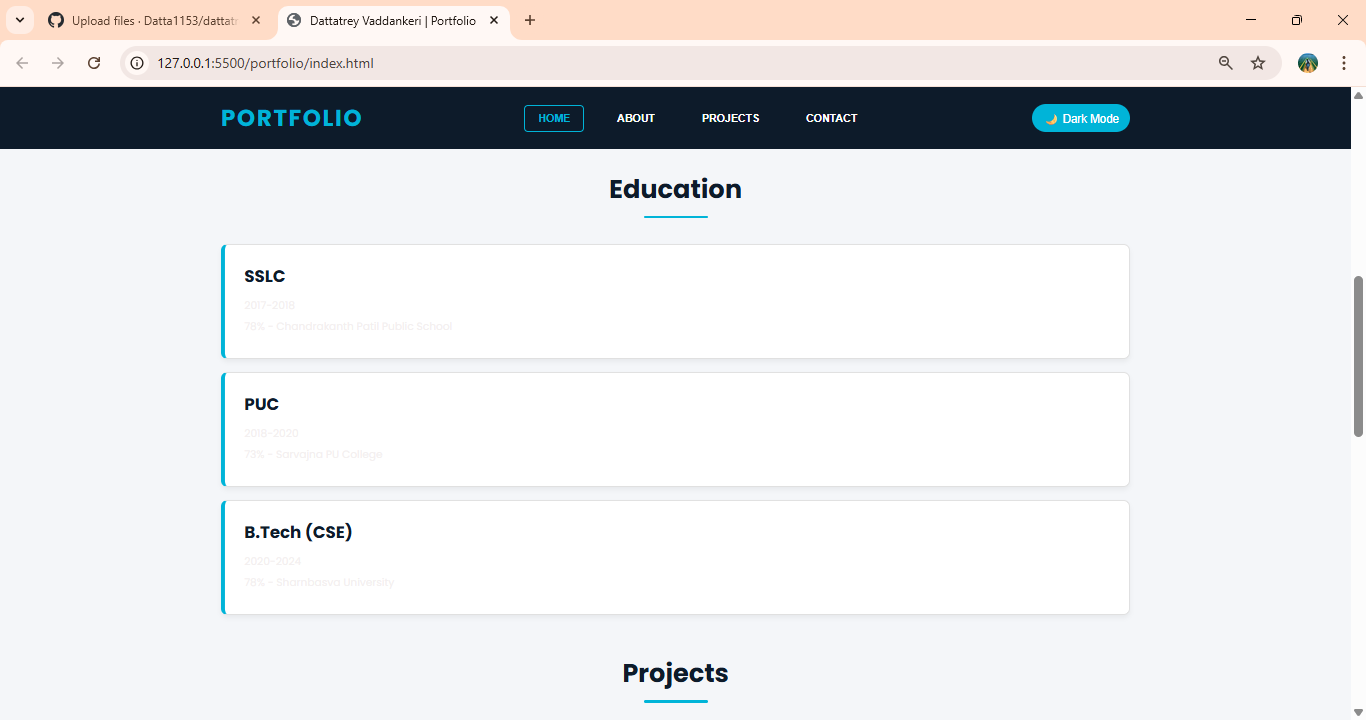 Upload files · Datta1153/dattatr
Dattatrey Vaddankeri | Portfolio
127.0.0.1:5500/portfolio/index.html
PORTFOLIO
HOME
ABOUT
PROJECTS
CONTACT
🌙 Dark Mode
Education
SSLC
2017-2018
78% - Chandrakanth Patil Public School
PUC
2018-2020
73% - Sarvajna PU College
B.Tech (CSE)
2020-2024
78% - Sharnbasva University
Projects